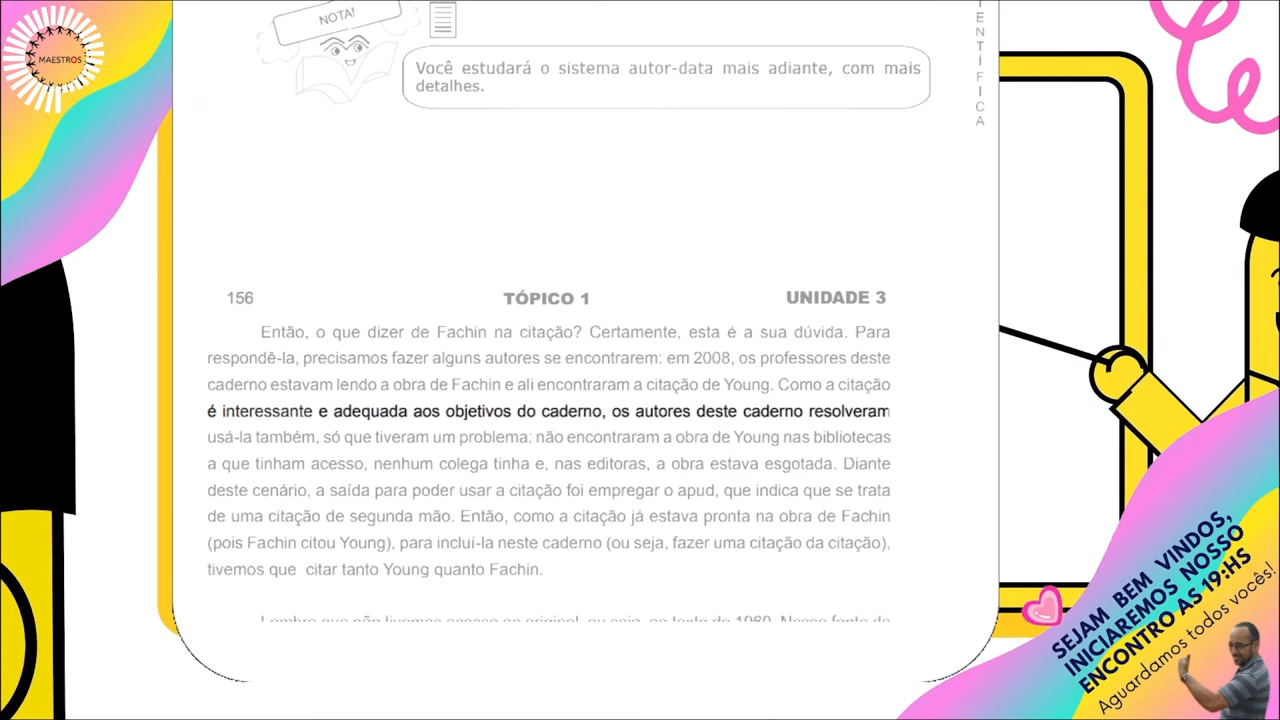 MAESTROS
NOTA!
Você estudará o sistema autor-data mais adiante, com mais
detalhes.
E
N
T
Í
F
I
C
A
156 TÓPICO 1 UNIDADE 3
Então, o que dizer de Fachin na citação? Certamente, esta é a sua dúvida. Para
respondê-la, precisamos fazer alguns autores se encontrarem: em 2008, os professores deste
caderno estavam lendo a obra de Fachin e ali encontraram a citação de Young. Como a citação
é interessante e adequada aos objetivos do caderno, os autores deste caderno resolveram
usá-la também, só que tiveram um problema: não encontraram a obra de Young nas bibliotecas
a que tinham acesso, nenhum colega tinha e, nas editoras, a obra estava esgotada. Diante
deste cenário, a saída para poder usar a citação foi empregar o apud, que indica que se trata
de uma citação de segunda mão. Então, como a citação já estava pronta na obra de Fachin
(pois Fachin citou Young), para incluí-la neste caderno (ou seja, fazer uma citação da citação),
tivemos que citar tanto Young quanto Fachin.
SEJAM BEM VINDOS,
INICIAREMOS NOSSO
ENCONTRO AS 19:HS
Aguardamos todos vocês!